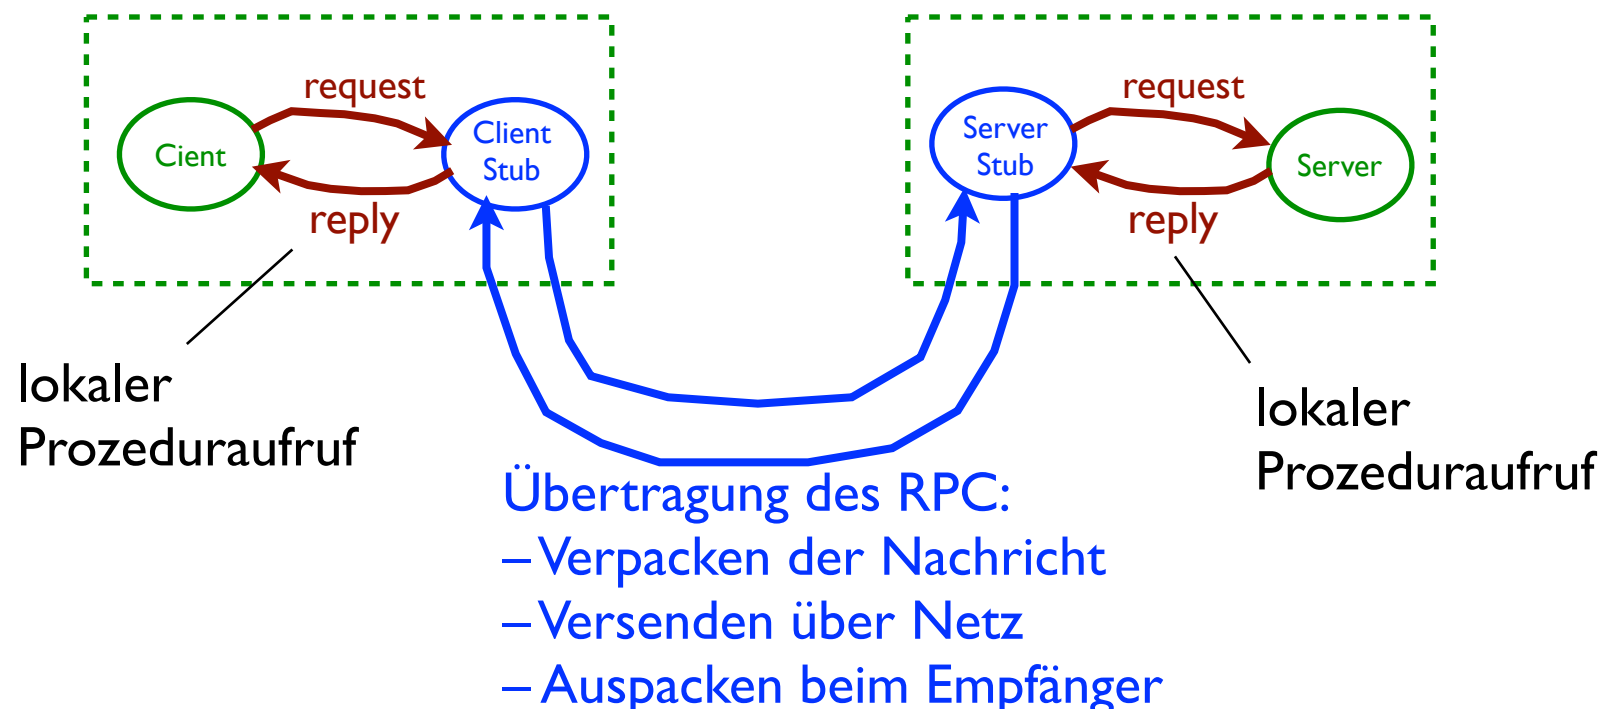 request
Cient
Client
Stub
reply
request
Server
Stub
Server
reply
lokaler
Prozeduraufruf
lokaler
Prozeduraufruf
Übertragung des RPC:
– Verpacken der Nachricht
– Versenden über Netz
– Auspacken beim Empfänger